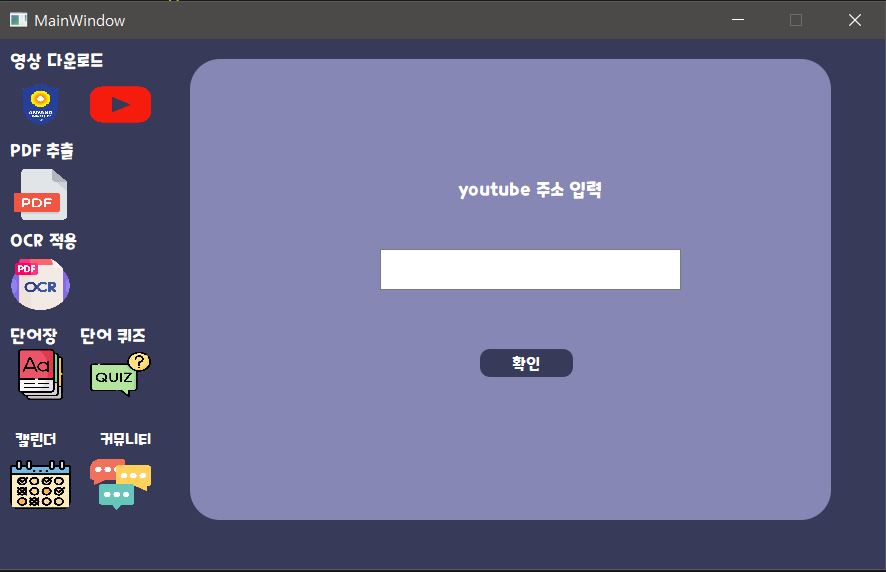 MainWindow
영상 다운로드
PDF 추출
PDF
OCR 적용
PDF
OCR
단어장 단어 퀴즈
Aa
QUIZ ?
캘린더 커뮤니티
youtube 주소 입력
확인